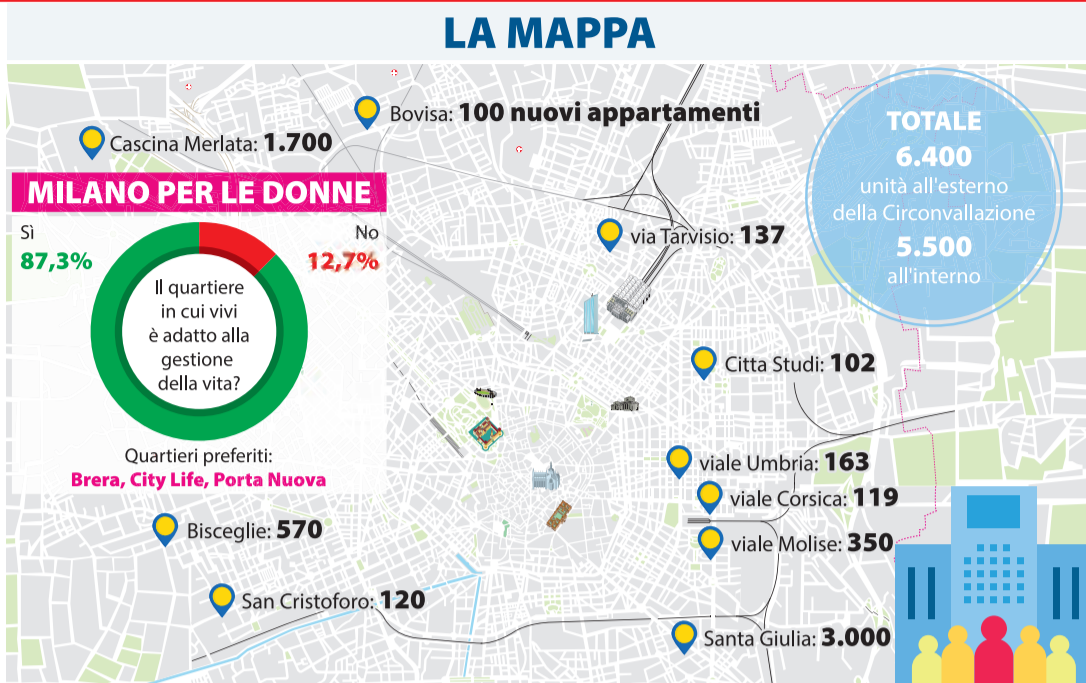 LA MAPPA
Bovisa: 100 nuovi appartamenti
Cascina Merlata: 1.700
TOTALE
6.400
unità all'esterno
della Circonvallazione
5.500
all'interno
MILANO PER LE DONNE
Sì
87,3%
No
12,7%
Il quartiere
in cui vivi
è adatto alla
gestione
della vita?
Quartieri preferiti:
Brera, City Life, Porta Nuova
via Tarvisio: 137
Citta Studi: 102
viale Umbria: 163
viale Corsica: 119
viale Molise: 350
Bisceglie: 570
San Cristoforo: 120
Santa Giulia: 3.000